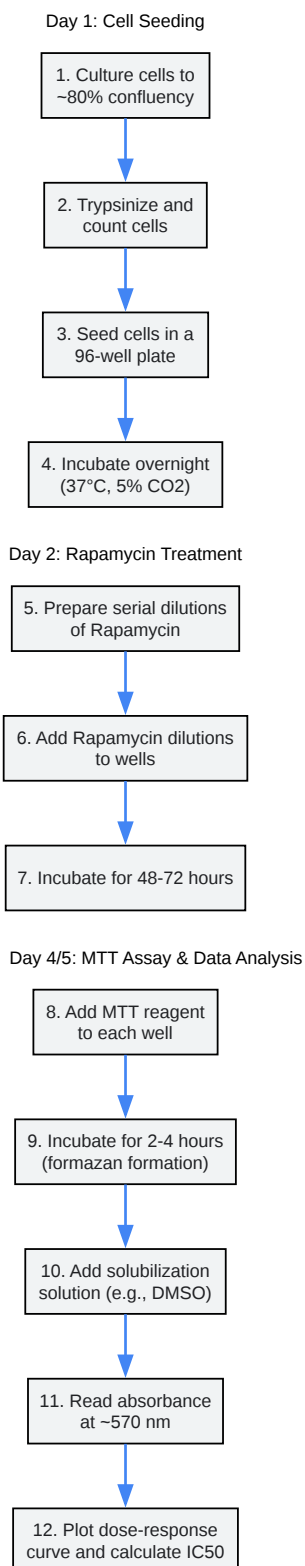 Day 1: Cell Seeding
1. Culture cells to
~80% confluency
2. Trypsinize and
count cells
3. Seed cells in a
96-well plate
4. Incubate overnight
(37°C, 5% CO2)
Day 2: Rapamycin Treatment
5. Prepare serial dilutions
of Rapamycin
6. Add Rapamycin dilutions
to wells
7. Incubate for 48-72 hours
Day 4/5: MTT Assay & Data Analysis
8. Add MTT reagent
to each well
9. Incubate for 2-4 hours
(formazan formation)
10. Add solubilization
solution (e.g., DMSO)
11. Read absorbance
at ~570 nm
12. Plot dose-response
curve and calculate IC50